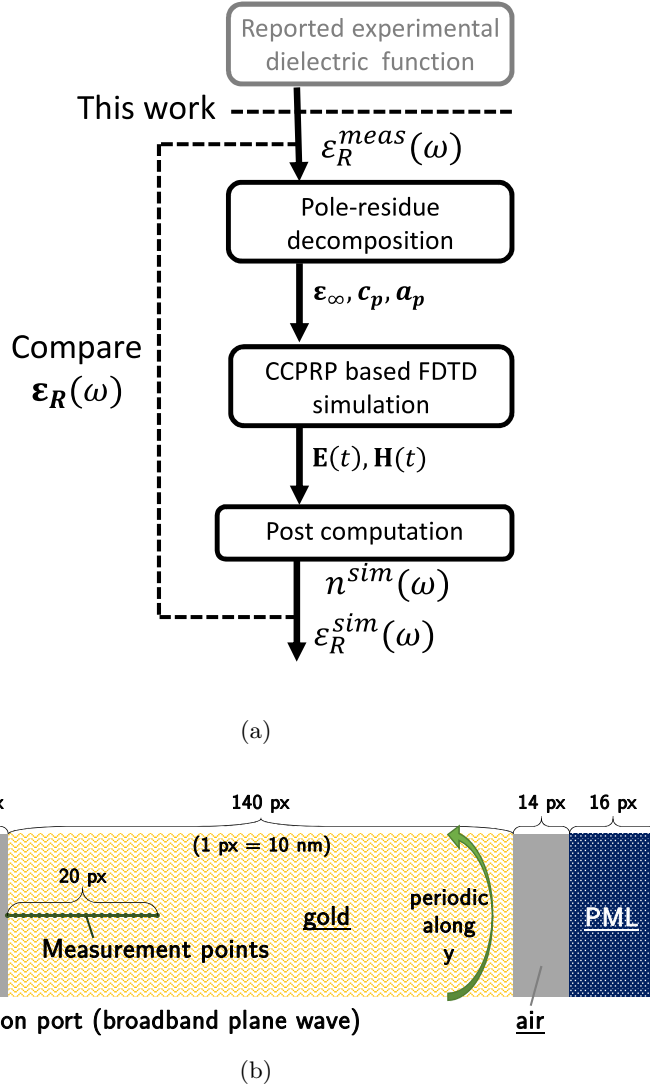 Reported experimental
dielectric function
This work
ε_R^{meas}(ω)
Pole-residue
decomposition
ε_∞, c_p, a_p
Compare
ε_R(ω)
CCPRP based FDTD
simulation
E(t), H(t)
Post computation
n^{sim}(ω)
ε_R^{sim}(ω)
(a)
x 140 px 14 px 16 px
(1 px = 10 nm)
20 px
periodic
along
y
gold
PML
Measurement points
on port (broadband plane wave)
air
(b)